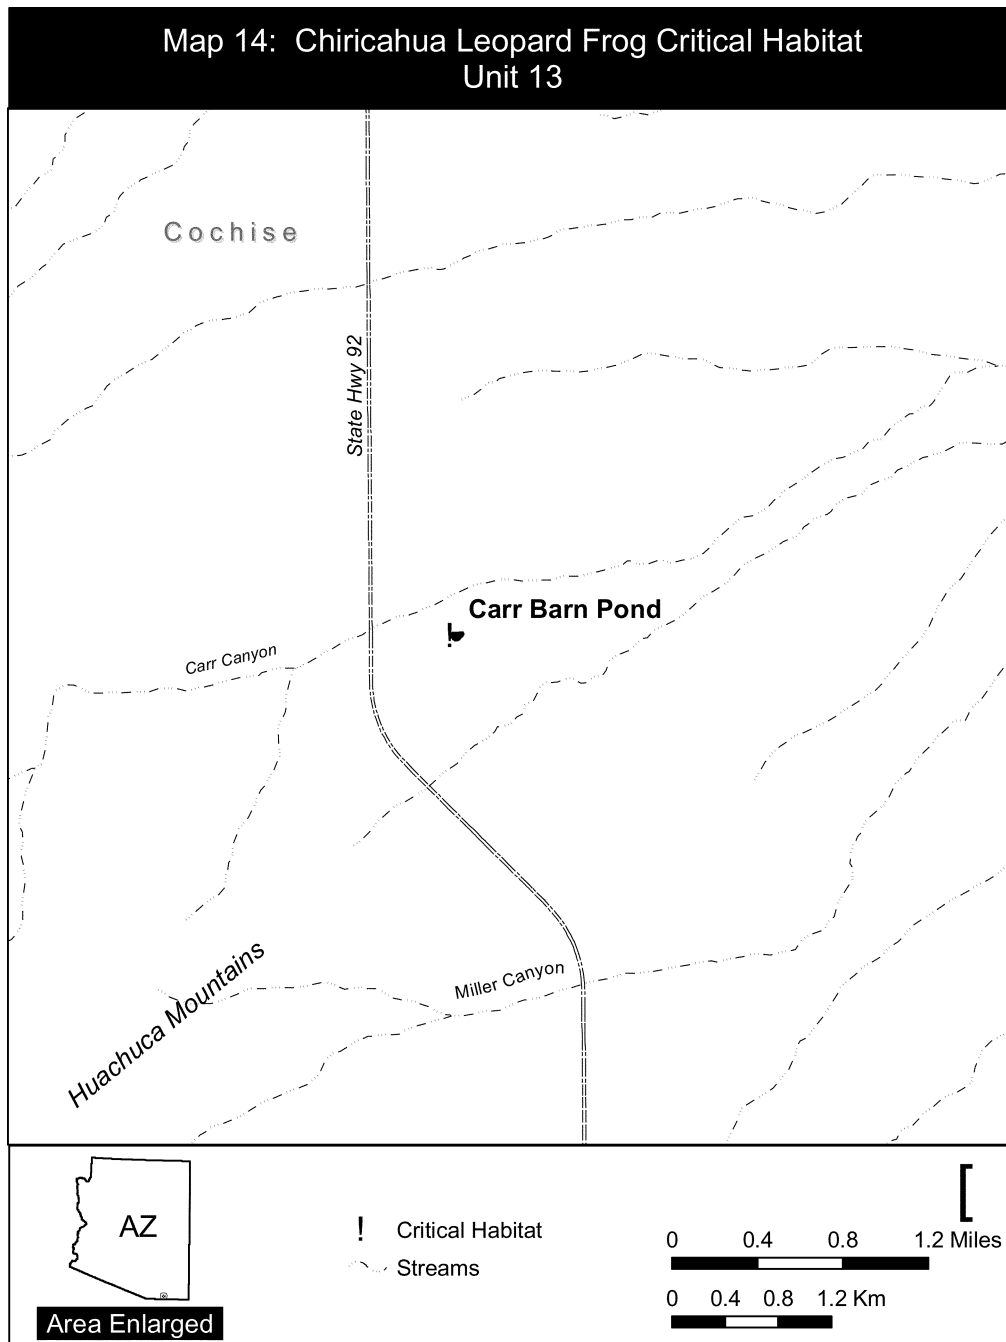 Map 14: Chiricahua Leopard Frog Critical Habitat
Unit 13
Cochise
State Hwy 92
Carr Barn Pond
!
Carr Canyon
Huachuca Mountains
Miller Canyon
AZ
Area Enlarged
! Critical Habitat
Streams
[
0 0.4 0.8 1.2 Miles
0 0.4 0.8 1.2 Km